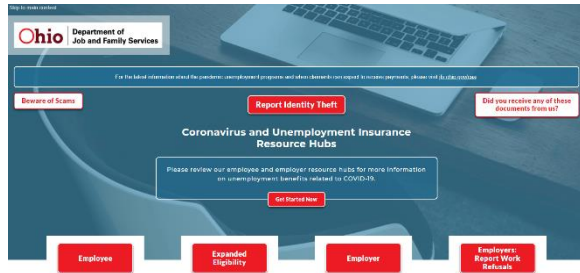 Skip to main content
Ohio
Department of
Job and Family Services
For the latest information about the pandemic unemployment programs and when claimants can expect to receive payments, please visit
Beware of Scams
Report Identity Theft
Did you receive any of these
documents from us?
Coronavirus and Unemployment Insurance
Resource Hubs
Please review our employee and employer resource hubs for more information
on unemployment benefits related to COVID-19.
Get Started Now
Employee
Expanded
Eligibility
Employer
Employers:
Report Work
Refusals